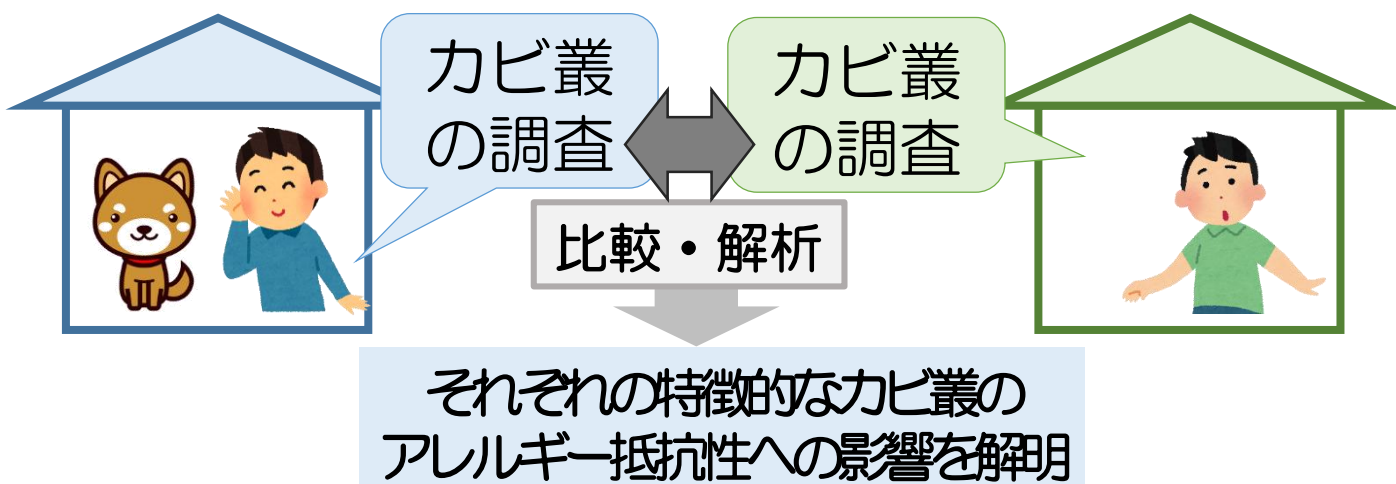 カビ叢
の調査
カビ叢
の調査
比較・解析
それぞれの特徴的なカビ叢の
アレルギー抵抗性への影響を解明